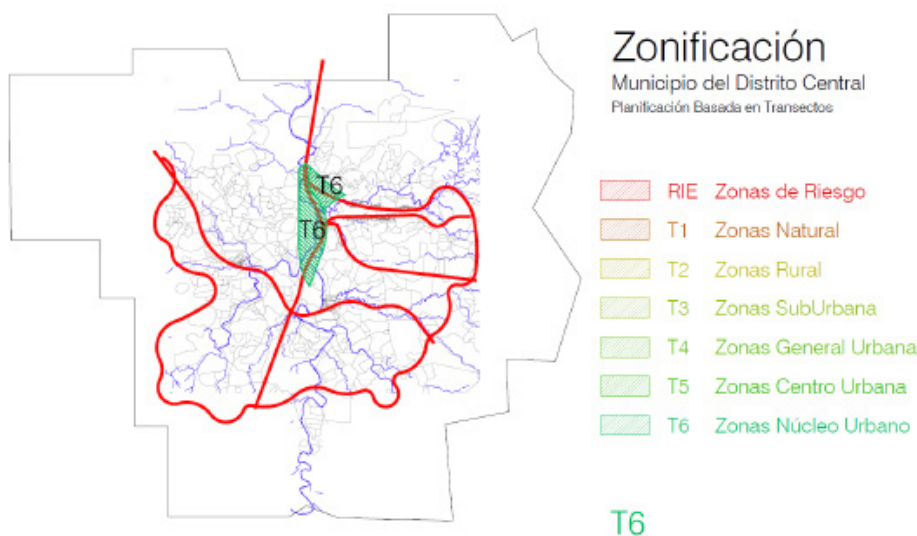 Zonificación
Municipio del Distrito Central
Planificación Basada en Transectos
T6
T6
RIE Zonas de Riesgo
T1 Zonas Natural
T2 Zonas Rural
T3 Zonas SubUrbana
T4 Zonas General Urbana
T5 Zonas Centro Urbana
T6 Zonas Núcleo Urbano
T6